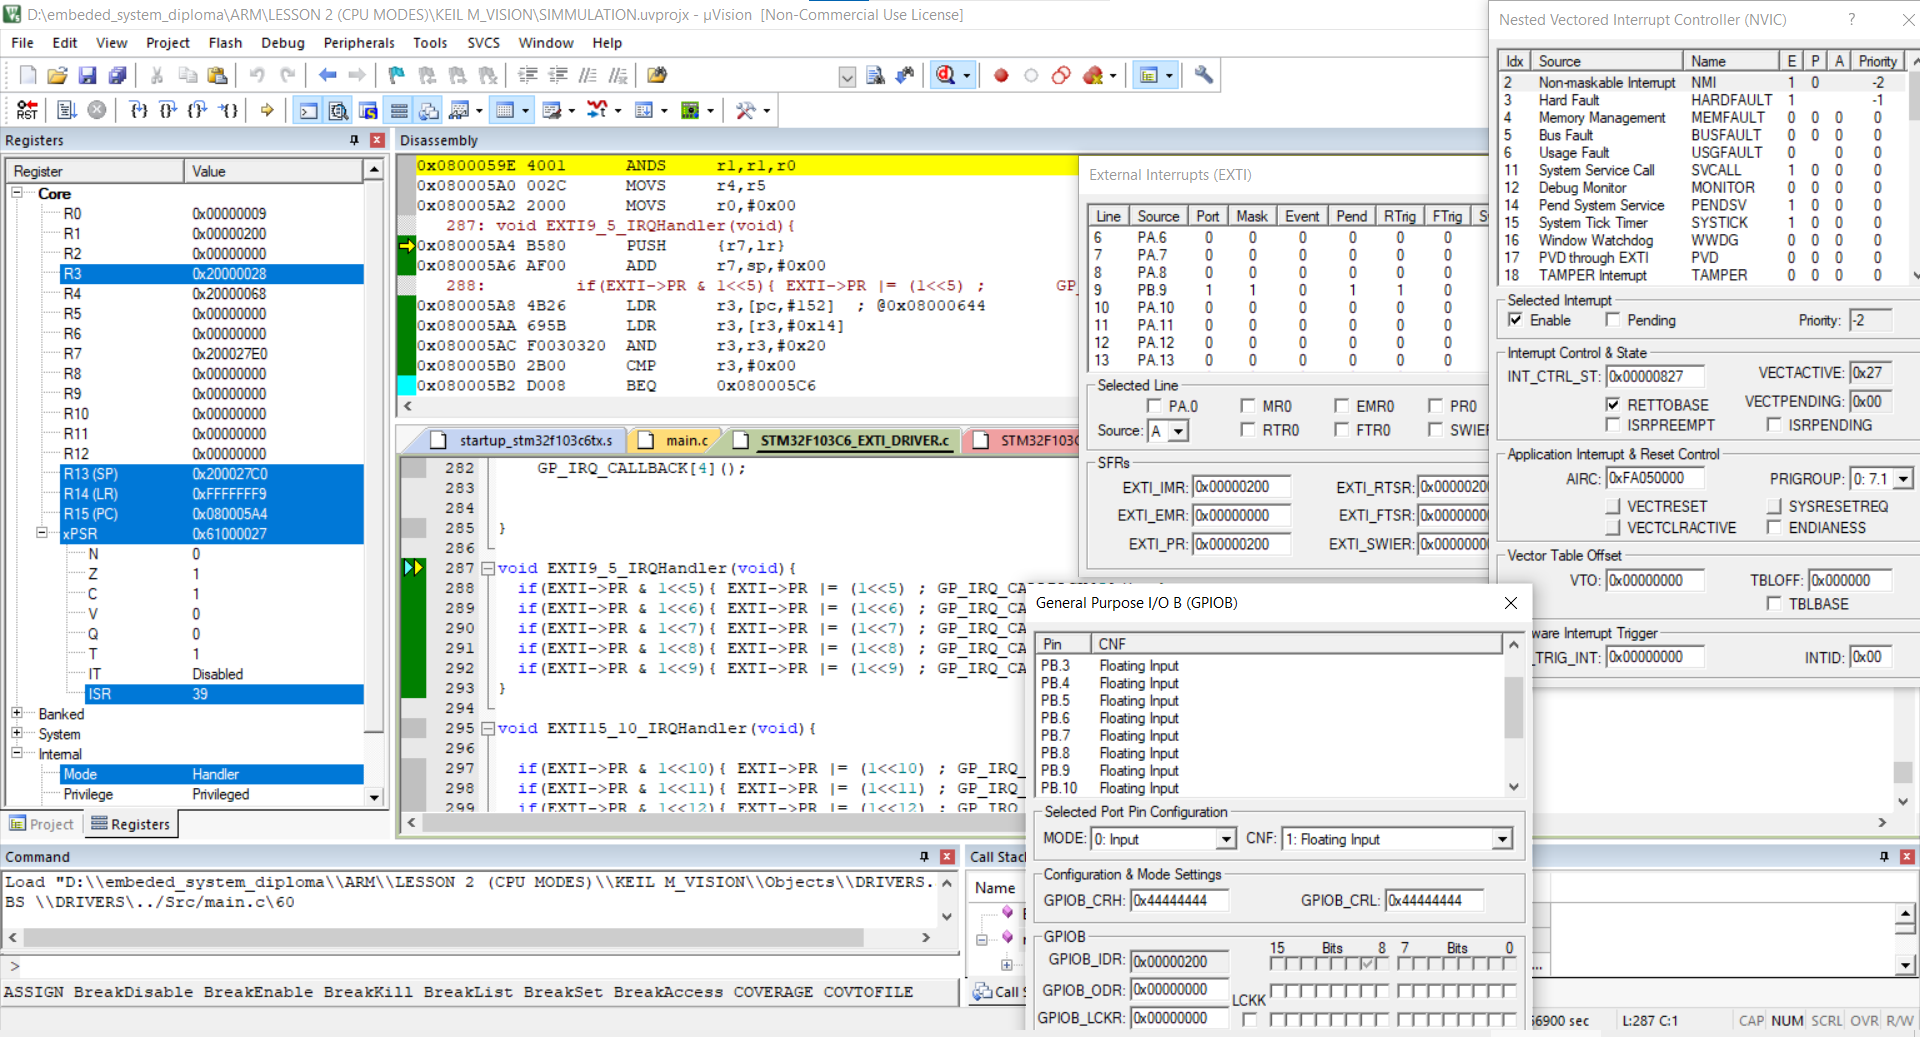 D:\embeded_system_diploma\ARM\LESSON 2 (CPU MODES)\KEIL M_VISION\SIMMULATION.uvprojx - µVision [Non-Commercial Use License]
File Edit View Project Flash Debug Peripherals Tools SVCS Window Help
RST
Registers
Register Value
Core
R0 0x00000009
R1 0x00000200
R2 0x00000000
R3 0x20000028
R4 0x20000068
R5 0x00000000
R6 0x00000000
R7 0x200027E0
R8 0x00000000
R9 0x00000000
R10 0x00000000
R11 0x00000000
R12 0x00000000
R13 (SP) 0x200027C0
R14 (LR) 0xFFFFFFF9
R15 (PC) 0x080005A4
xPSR 0x61000027
N 0
Z 1
C 1
V 0
Q 0
T 1
IT Disabled
ISR 39
Banked
System
Internal
Mode Handler
Privilege Privileged
Project Registers
Disassembly
0x0800059E 4001 ANDS r1,r1,r0
0x080005A0 002C MOVS r4,r5
0x080005A2 2000 MOVS r0,#0x00
287: void EXTI9_5_IRQHandler(void){
0x080005A4 B580 PUSH {r7,lr}
0x080005A6 AF00 ADD r7,sp,#0x00
288: if(EXTI->PR & 1<<5){ EXTI->PR |= (1<<5) ; GP_
0x080005A8 4B26 LDR r3,[pc,#152] ; @0x08000644
0x080005AA 695B LDR r3,[r3,#0x14]
0x080005AC F0030320 AND r3,r3,#0x20
0x080005B0 2B00 CMP r3,#0x00
0x080005B2 D008 BEQ 0x080005C6
startup_stm32f103c6tx.s main.c STM32F103C6_EXTI_DRIVER.c STM32F103C
282 GP_IRQ_CALLBACK[4]();
283
284
285 }
286
287 void EXTI9_5_IRQHandler(void){
288 if(EXTI->PR & 1<<5){ EXTI->PR |= (1<<5) ; GP_IRQ_CA
289 if(EXTI->PR & 1<<6){ EXTI->PR |= (1<<6) ; GP_IRQ_CA
290 if(EXTI->PR & 1<<7){ EXTI->PR |= (1<<7) ; GP_IRQ_CA
291 if(EXTI->PR & 1<<8){ EXTI->PR |= (1<<8) ; GP_IRQ_CA
292 if(EXTI->PR & 1<<9){ EXTI->PR |= (1<<9) ; GP_IRQ_CA
293 }
294
295 void EXTI15_10_IRQHandler(void){
296
297 if(EXTI->PR & 1<<10){ EXTI->PR |= (1<<10) ; GP_IRQ_
298 if(EXTI->PR & 1<<11){ EXTI->PR |= (1<<11) ; GP_IRQ_
299 if(EXTI->PR & 1<<12){ EXTI->PR |= (1<<12) ; GP_IRQ_
External Interrupts (EXTI)
Line Source Port Mask Event Pend RTrig FTrig
6 PA.6 0 0 0 0 0 0
7 PA.7 0 0 0 0 0 0
8 PA.8 0 0 0 0 0 0
9 PB.9 1 1 0 1 1 0
10 PA.10 0 0 0 0 0 0
11 PA.11 0 0 0 0 0 0
12 PA.12 0 0 0 0 0 0
13 PA.13 0 0 0 0 0 0
Selected Line
PA.0 MR0 EMR0 PR0
Source: A RTR0 FTR0 SWIE
SFRs
EXTI_IMR: 0x00000200 EXTI_RTSR: 0x0000020
EXTI_EMR: 0x00000000 EXTI_FTSR: 0x0000000
EXTI_PR: 0x00000200 EXTI_SWIER: 0x0000000
Nested Vectored Interrupt Controller (NVIC) ?
Idx Source Name E P A Priority
2 Non-maskable Interrupt NMI 1 0 -2
3 Hard Fault HARDFAULT 1 -1
4 Memory Management MEMFAULT 0 0 0 0
5 Bus Fault BUSFAULT 0 0 0 0
6 Usage Fault USGFAULT 0 0 0
11 System Service Call SVCALL 1 0 0 0
12 Debug Monitor MONITOR 0 0 0 0
14 Pend System Service PENDSV 1 0 0 0
15 System Tick Timer SYSTICK 1 0 0 0
16 Window Watchdog WWDG 0 0 0 0
17 PVD through EXTI PVD 0 0 0 0
18 TAMPER Interrupt TAMPER 0 0 0 0
Selected Interrupt
Enable Pending Priority: -2
Interrupt Control & State
INT_CTRL_ST: 0x00000827 VECTACTIVE: 0x27
RETTOBASE VECTPENDING: 0x00
ISRPREEMPT ISRPENDING
Application Interrupt & Reset Control
AIRC: 0xFA050000 PRIGROUP: 0: 7.1
VECTRESET SYSRESETREQ
VECTCLRACTIVE ENDIANESS
Vector Table Offset
VTO: 0x00000000 TBLOFF: 0x000000
TBLBASE
ware Interrupt Trigger
_TRIG_INT: 0x00000000 INTID: 0x00
General Purpose I/O B (GPIOB)
Pin CNF
PB.3 Floating Input
PB.4 Floating Input
PB.5 Floating Input
PB.6 Floating Input
PB.7 Floating Input
PB.8 Floating Input
PB.9 Floating Input
PB.10 Floating Input
Selected Port Pin Configuration
MODE: 0: Input CNF: 1: Floating Input
Configuration & Mode Settings
GPIOB_CRH: 0x44444444 GPIOB_CRL: 0x44444444
GPIOB
15 Bits 8 7 Bits 0
GPIOB_IDR: 0x00000200
GPIOB_ODR: 0x00000000
LCKK
GPIOB_LCKR: 0x00000000
Command
Load "D:\\embeded_system_diploma\\ARM\\LESSON 2 (CPU MODES)\\KEIL M_VISION\\Objects\\DRIVERS.
BS \\DRIVERS\../Src/main.c\60
>
ASSIGN BreakDisable BreakEnable BreakKill BreakList BreakSet BreakAccess COVERAGE COVTOFILE
Call Stac
Name
Call S
...
56900 sec L:287 C:1 CAP NUM SCRL OVR R/W